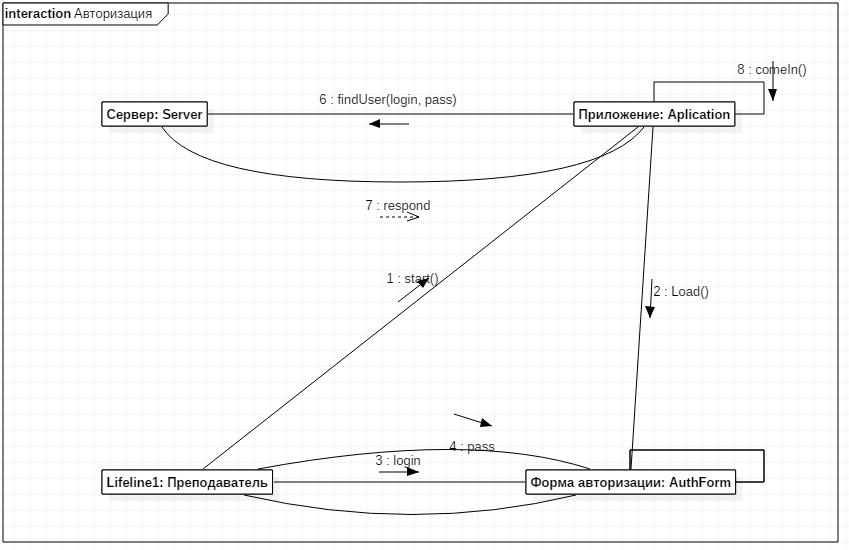 interaction Авторизация
8 : comeIn()
6 : findUser(login, pass)
Сервер: Server
Приложение: Aplication
7 : respond
1 : start()
2 : Load()
4 : pass
3 : login
Lifeline1: Преподаватель
Форма авторизации: AuthForm